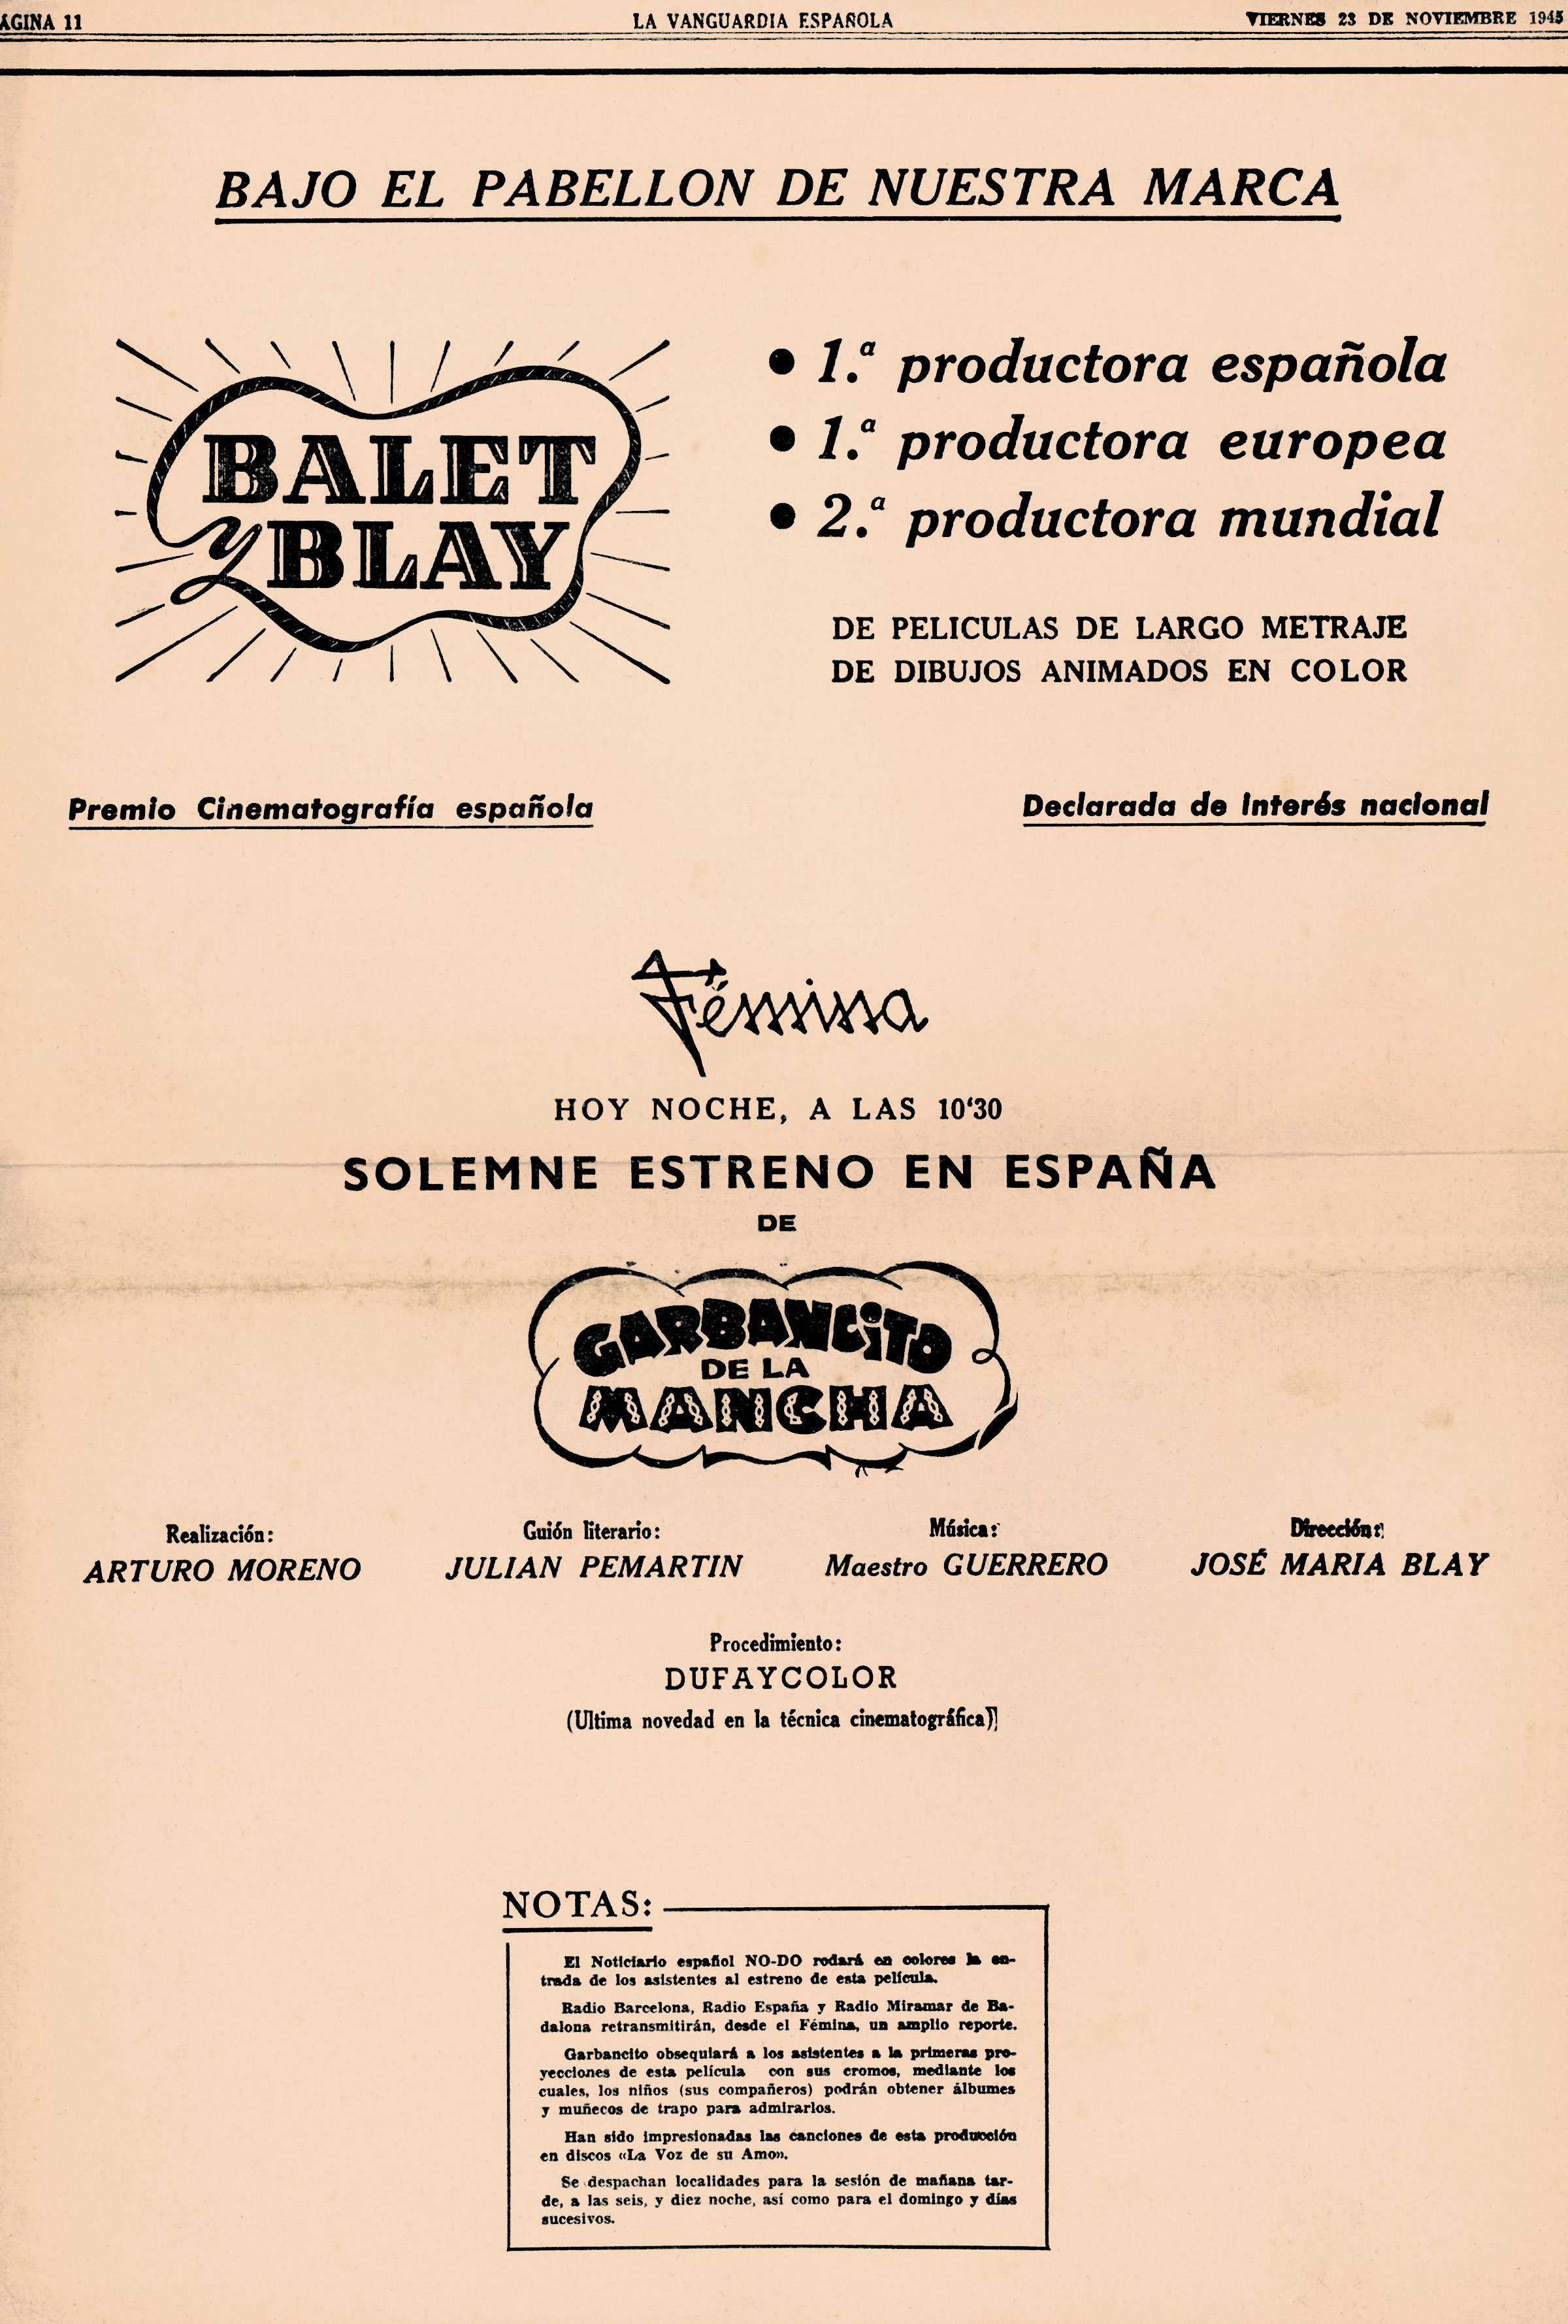 ÁGINA 11
LA VANGUARDIA ESPAÑOLA
VIERNES 23 DE NOVIEMBRE 1945
BAJO EL PABELLON DE NUESTRA MARCA
BALET
y BLAY
• 1.ª productora española
• 1.ª productora europea
• 2.ª productora mundial
DE PELICULAS DE LARGO METRAJE
DE DIBUJOS ANIMADOS EN COLOR
Premio Cinematografía española
Declarada de interés nacional
Fémina
HOY NOCHE, A LAS 10‘30
SOLEMNE ESTRENO EN ESPAÑA
DE
GARBANCiTO
DE LA
MANCHA
Realización:
ARTURO MORENO
Guión literario:
JULIAN PEMARTIN
Música:
Maestro GUERRERO
Dirección:
JOSÉ MARIA BLAY
Procedimiento:
DUFAYCOLOR
(Ultima novedad en la técnica cinematográfica)
NOTAS:
El Noticiario español NO-DO rodará en colores la en-
trada de los asistentes al estreno de esta película.
Radio Barcelona, Radio España y Radio Miramar de Ba-
dalona retransmitirán, desde el Fémina, un amplio reporte.
Garbancito obsequiará a los asistentes a la primeras pro-
yecciones de esta película con sus cromos, mediante los
cuales, los niños (sus compañeros) podrán obtener álbumes
y muñecos de trapo para admirarlos.
Han sido impresionadas las canciones de esta producción
en discos «La Voz de su Amo».
Se despachan localidades para la sesión de mañana tar-
de, a las seis, y diez noche, así como para el domingo y días
sucesivos.